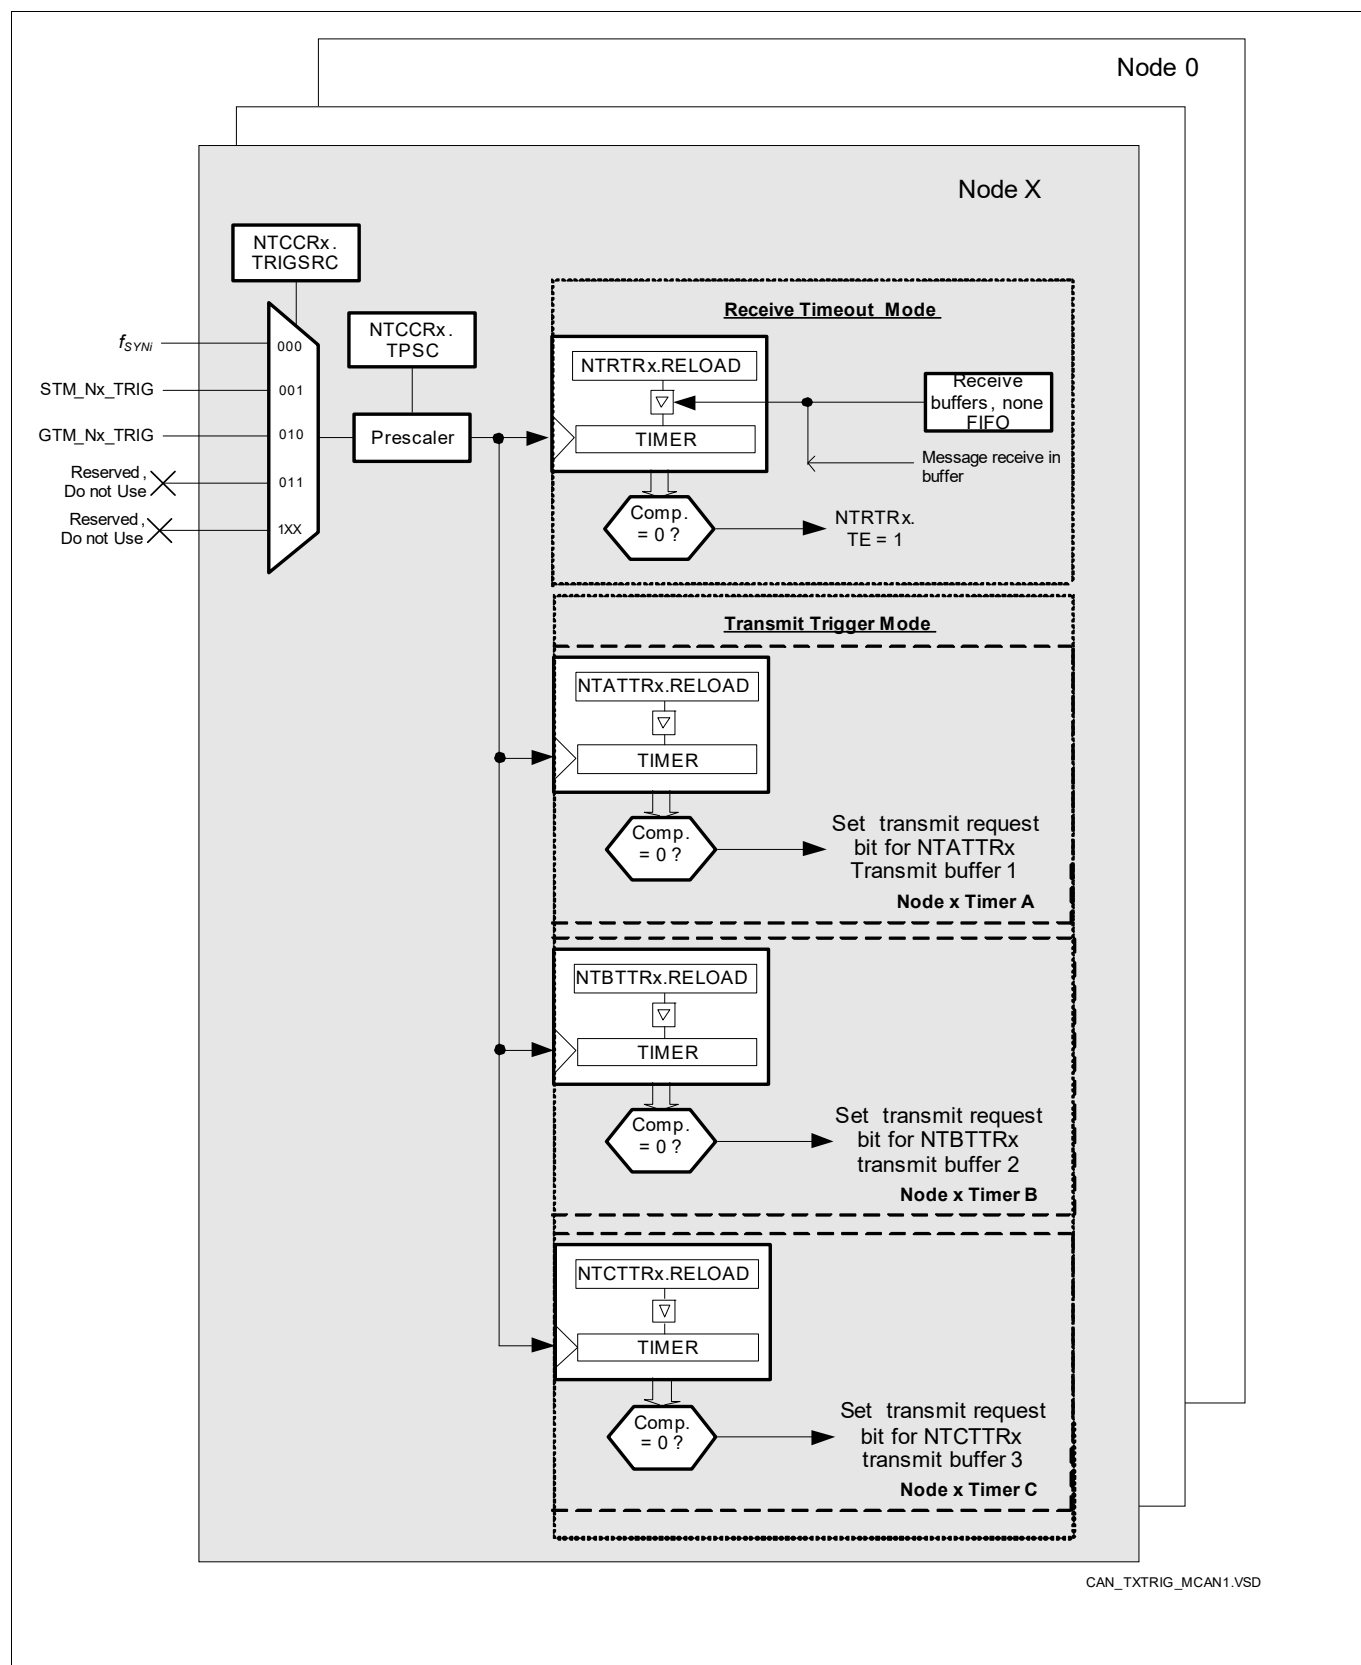 Node 0
Node X
NTCCRx.
TRIGSRC
NTCCRx.
TPSC
fSYNi
STM_Nx_TRIG
GTM_Nx_TRIG
Reserved,
Do not Use
Reserved,
Do not Use
000
001
010
011
1XX
Prescaler
Receive Timeout Mode
NTRTRx.RELOAD
TIMER
Receive
buffers, none
FIFO
Message receive in
buffer
Comp.
= 0 ?
NTRTRx.
TE = 1
Transmit Trigger Mode
NTATTRx.RELOAD
TIMER
Comp.
= 0 ?
Set transmit request
bit for NTATTRx
Transmit buffer 1
Node x Timer A
NTBTTRx.RELOAD
TIMER
Comp.
= 0 ?
Set transmit request
bit for NTBTTRx
transmit buffer 2
Node x Timer B
NTCTTRx.RELOAD
TIMER
Comp.
= 0 ?
Set transmit request
bit for NTCTTRx
transmit buffer 3
Node x Timer C
CAN_TXTRIG_MCAN1.VSD